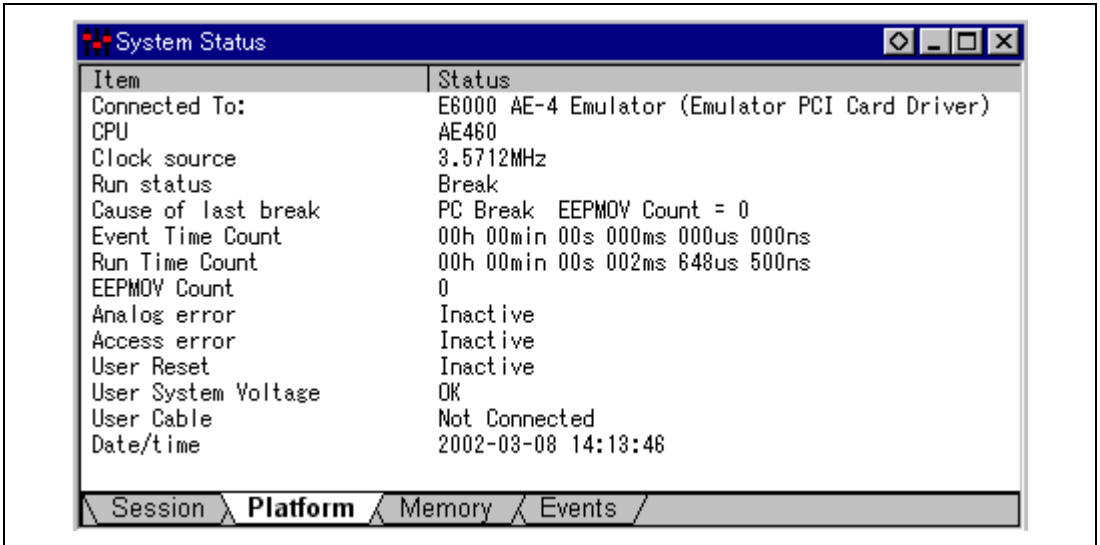 System Status
Item Status
Connected To: E6000 AE-4 Emulator (Emulator PCI Card Driver)
CPU AE460
Clock source 3.5712MHz
Run status Break
Cause of last break PC Break EEPMOV Count = 0
Event Time Count 00h 00min 00s 000ms 000us 000ns
Run Time Count 00h 00min 00s 002ms 648us 500ns
EEPMOV Count 0
Analog error Inactive
Access error Inactive
User Reset Inactive
User System Voltage OK
User Cable Not Connected
Date/time 2002-03-08 14:13:46
Session Platform Memory Events